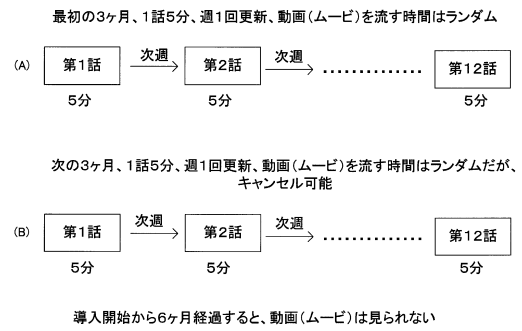 最初の３ヶ月、１話５分、週１回更新、動画（ムービ）を流す時間はランダム
(A) 第１話 次週 第２話 次週 ・・・・・・・・・・・・・ 第１２話
５分 ５分 ５分
次の３ヶ月、１話５分、週１回更新、動画（ムービ）を流す時間はランダムだが、
キャンセル可能
(B) 第１話 次週 第２話 次週 ・・・・・・・・・・・・・ 第１２話
５分 ５分 ５分
導入開始から６ヶ月経過すると、動画（ムービ）は見られない